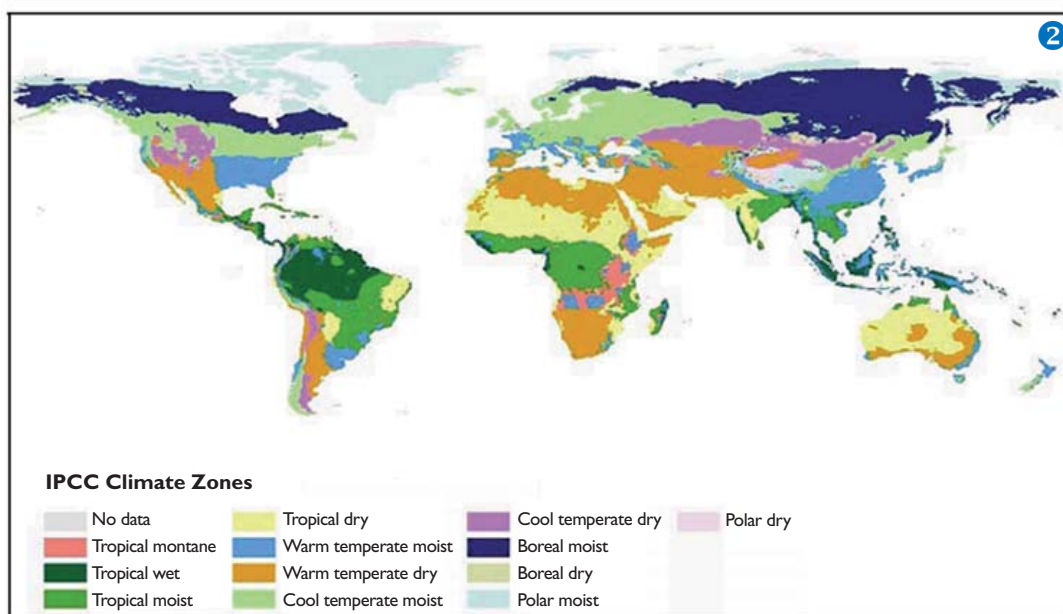 2
IPCC Climate Zones
No data
Tropical montane
Tropical wet
Tropical moist
Tropical dry
Warm temperate moist
Warm temperate dry
Cool temperate moist
Cool temperate dry
Boreal moist
Boreal dry
Polar moist
Polar dry